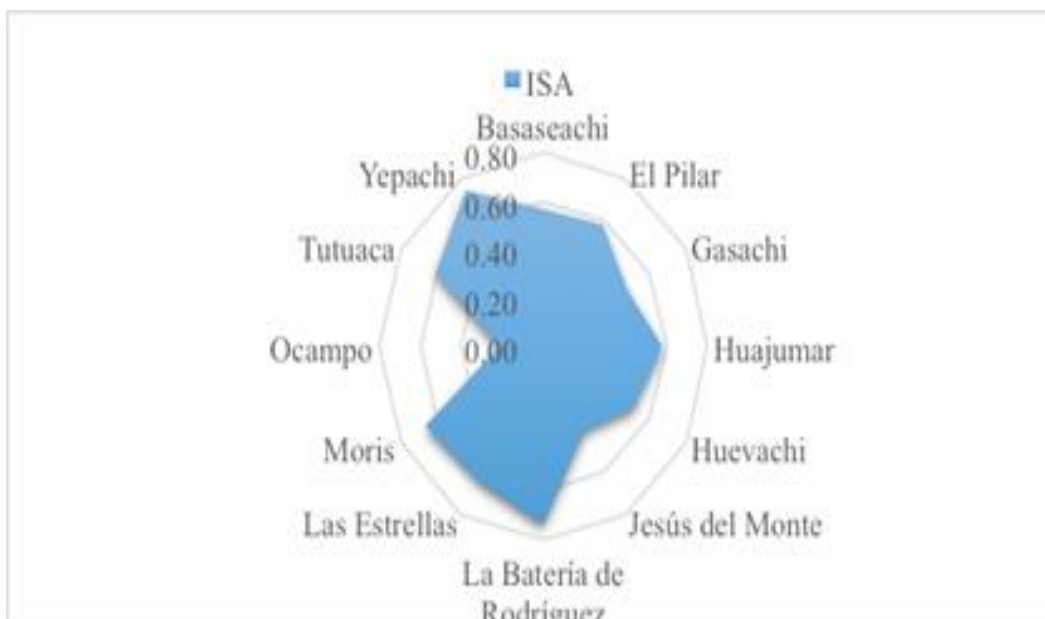 ISA
Basaseachi
0.80
El Pilar
Yepachi
0.60
Tutuaca
Gasachi
0.40
0.20
Ocampo
0.00
Huajumar
Moris
Huevachi
Las Estrellas
Jesús del Monte
La Batería de
Rodríguez